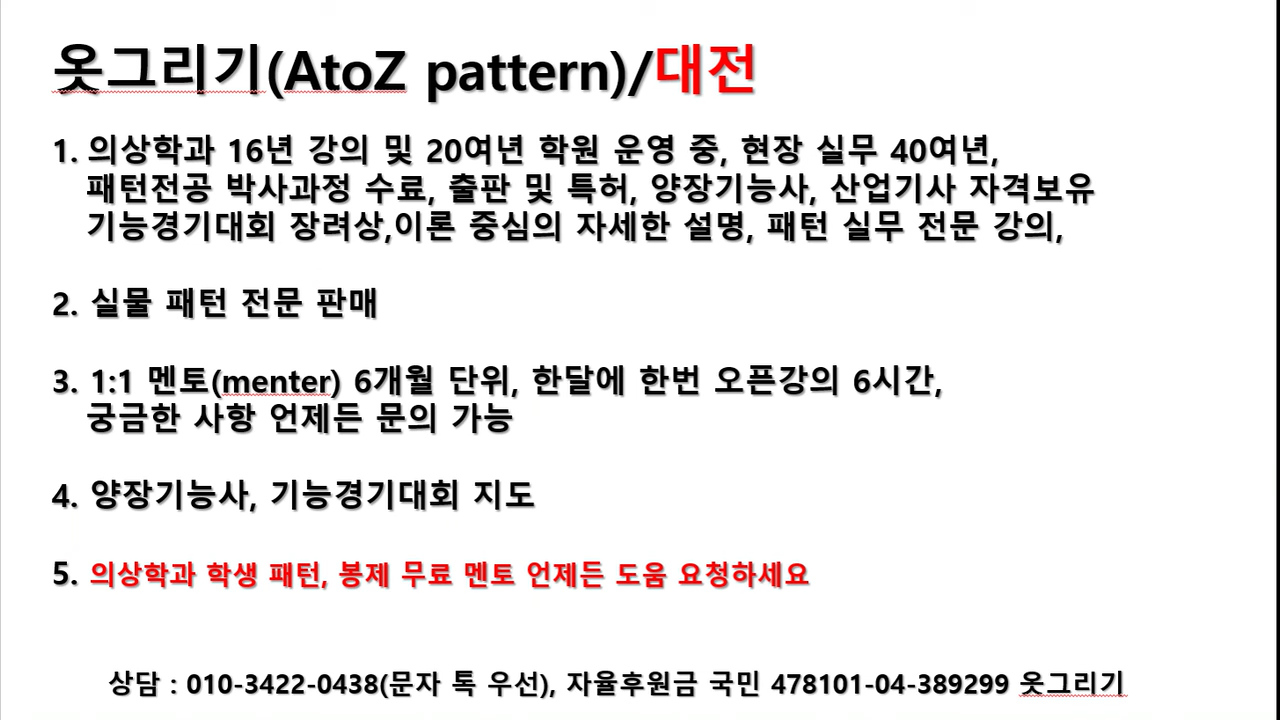 옷그리기(AtoZ pattern)/대전
1. 의상학과 16년 강의 및 20여년 학원 운영 중, 현장 실무 40여년,
패턴전공 박사과정 수료, 출판 및 특허, 양장기능사, 산업기사 자격보유
기능경기대회 장려상,이론 중심의 자세한 설명, 패턴 실무 전문 강의,
2. 실물 패턴 전문 판매
3. 1:1 멘토(menter) 6개월 단위, 한달에 한번 오픈강의 6시간,
궁금한 사항 언제든 문의 가능
4. 양장기능사, 기능경기대회 지도
5. 의상학과 학생 패턴, 봉제 무료 멘토 언제든 도움 요청하세요
상담 : 010-3422-0438(문자 톡 우선), 자율후원금 국민 478101-04-389299 옷그리기